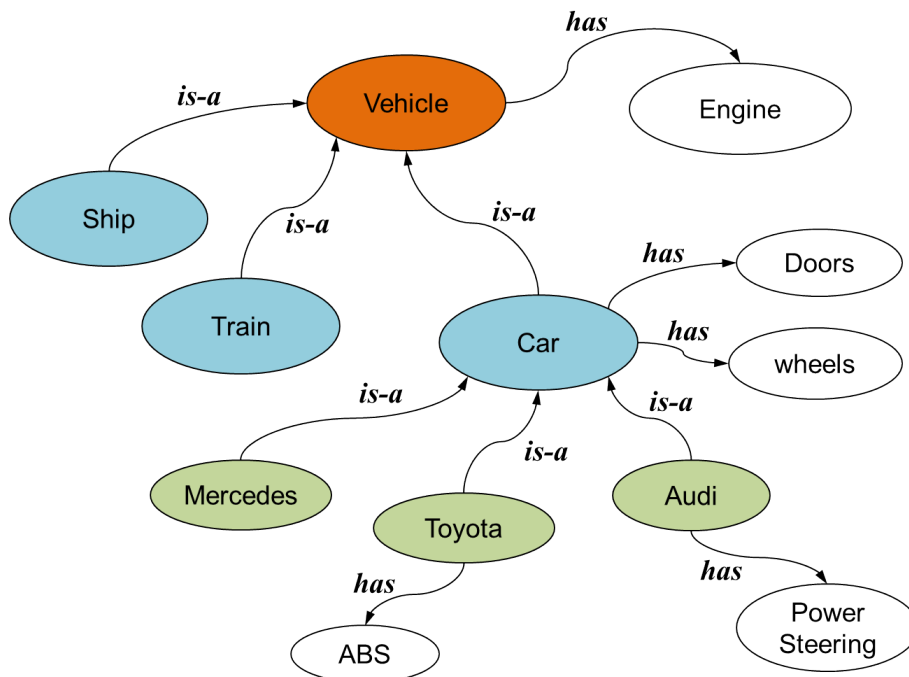 has
is-a
Vehicle
Engine
Ship
is-a
is-a
has
Doors
Train
Car
has
wheels
is-a
is-a
is-a
Mercedes
Audi
Toyota
has
has
ABS
Power
Steering